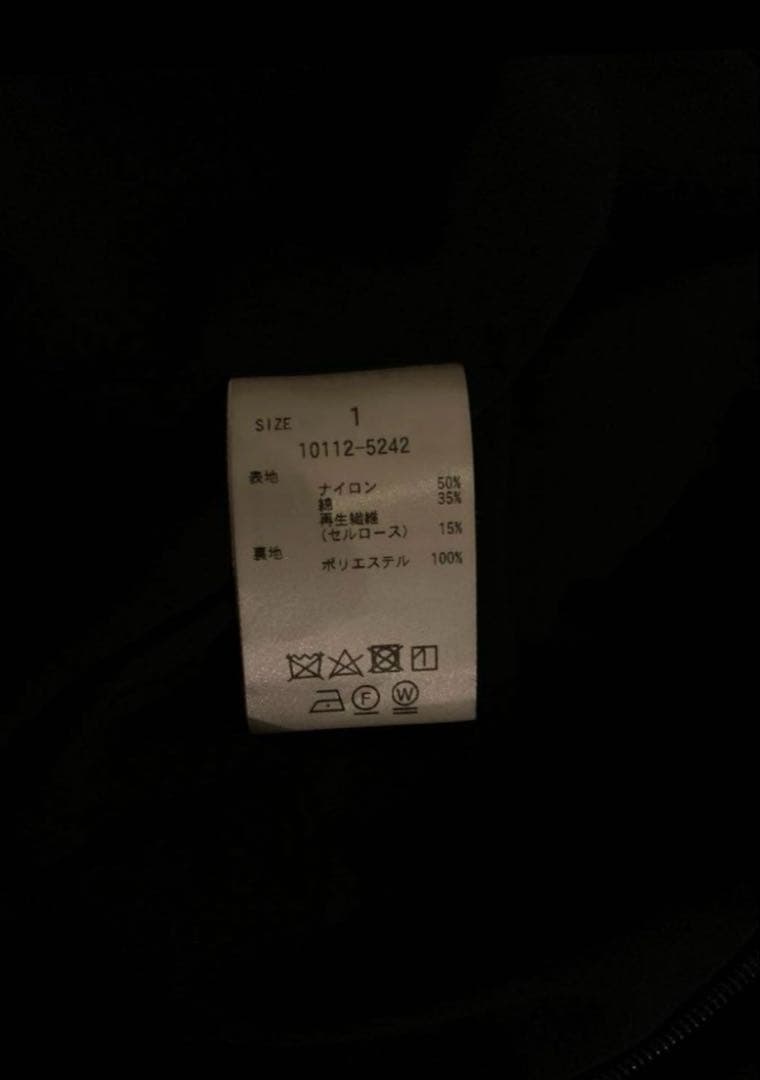 SIZE 1
10112-5242
表地
ナイロン 50%
綿 35%
再生繊維
(セルロース) 15%
裏地
ポリエステル 100%
F W